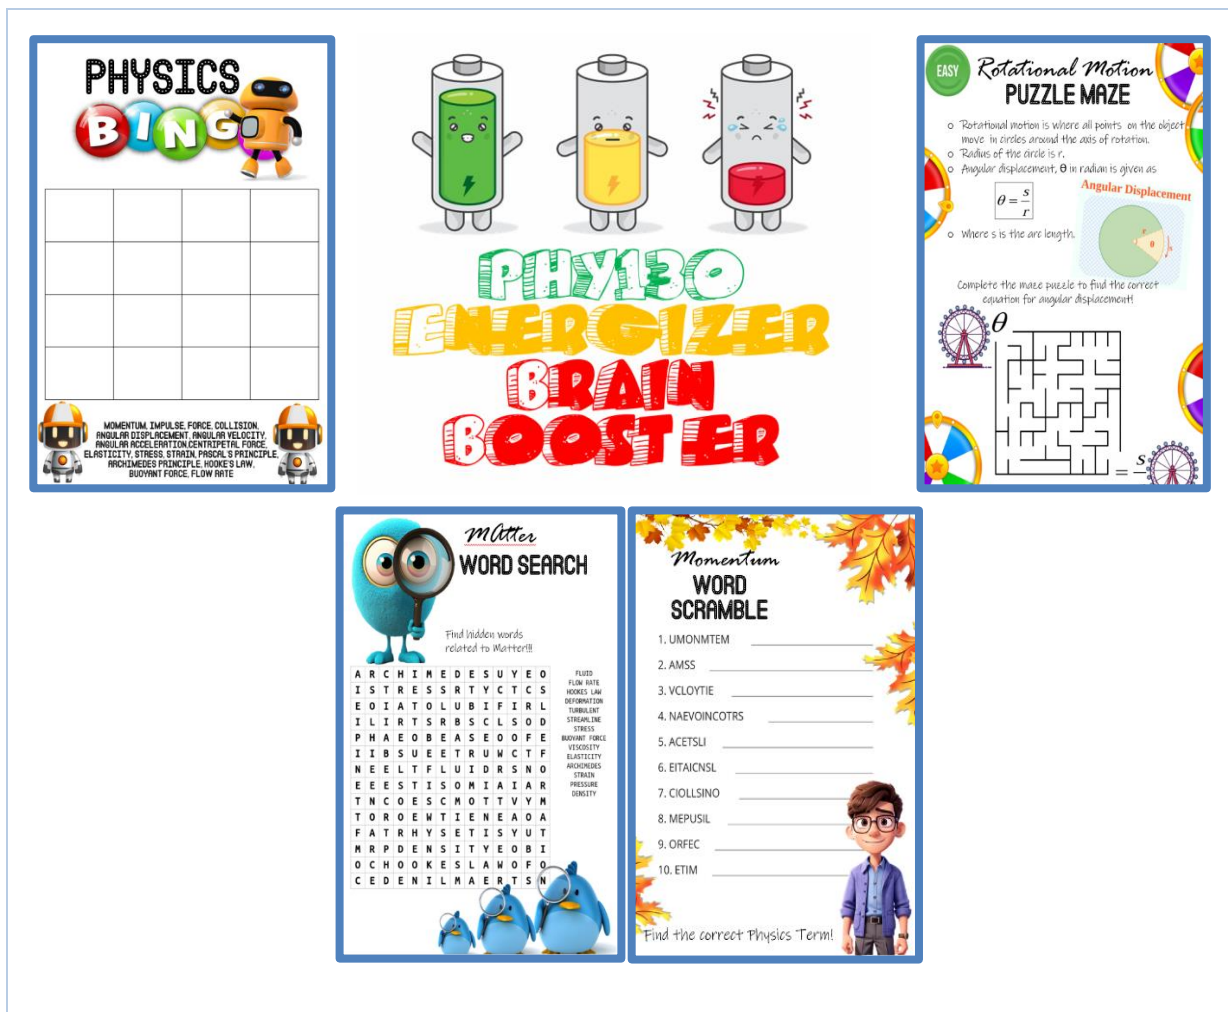 PHYSICS
BINGO
MOMENTUM, IMPULSE, FORCE, COLLISION,
ANGULAR DISPLACEMENT, ANGULAR VELOCITY,
ANGULAR ACCELERATION,CENTRIPETAL FORCE,
ELASTICITY, STRESS, STRAIN, PASCAL'S PRINCIPLE,
ARCHIMEDES PRINCIPLE, HOOKE'S LAW,
BUOYANT FORCE, FLOW RATE
PHY130
ENERGIZER
BRAIN
BOOSTER
EASY
Rotational Motion
PUZZLE MAZE
o Rotational motion is where all points on the object
move in circles around the axis of rotation.
o Radius of the circle is r.
o Angular displacement, θ in radian is given as
θ = s/r
Angular Displacement
r
θ
s
o Where s is the arc length.
Complete the maze puzzle to find the correct
equation for angular displacement!
θ
= s
Matter
WORD SEARCH
Find hidden words
related to Matter!!!
A R C H I M E D E S U Y E O
I S T R E S S R T Y C T C S
E O I A T O L U B I F I R L
I L I R T S R B S C L S O D
P H A E O B E A S E O O F E
I I B S U E E T R U W C T F
N E E L T F L U I D R S N O
E E E S T I S O M I A I A R
T N C O E S C M O T T V Y M
T O R O E W T I E N E A O A
F A T R H Y S E T I S Y U T
M R P D E N S I T Y E O B I
O C H O O K E S L A W O F O
C E D E N I L M A E R T S N
FLUID
FLOW RATE
HOOKES LAW
DEFORMATION
TURBULENT
STREAMLINE
STRESS
BUOYANT FORCE
VISCOSITY
ELASTICITY
ARCHIMEDES
STRAIN
PRESSURE
DENSITY
Momentum
WORD
SCRAMBLE
1. UMONMTEM
2. AMSS
3. VCLOYTIE
4. NAEVOINCOTRS
5. ACETSLI
6. EITAICNSL
7. CIOLLSINO
8. MEPUSIL
9. ORFEC
10. ETIM
Find the correct Physics Term!